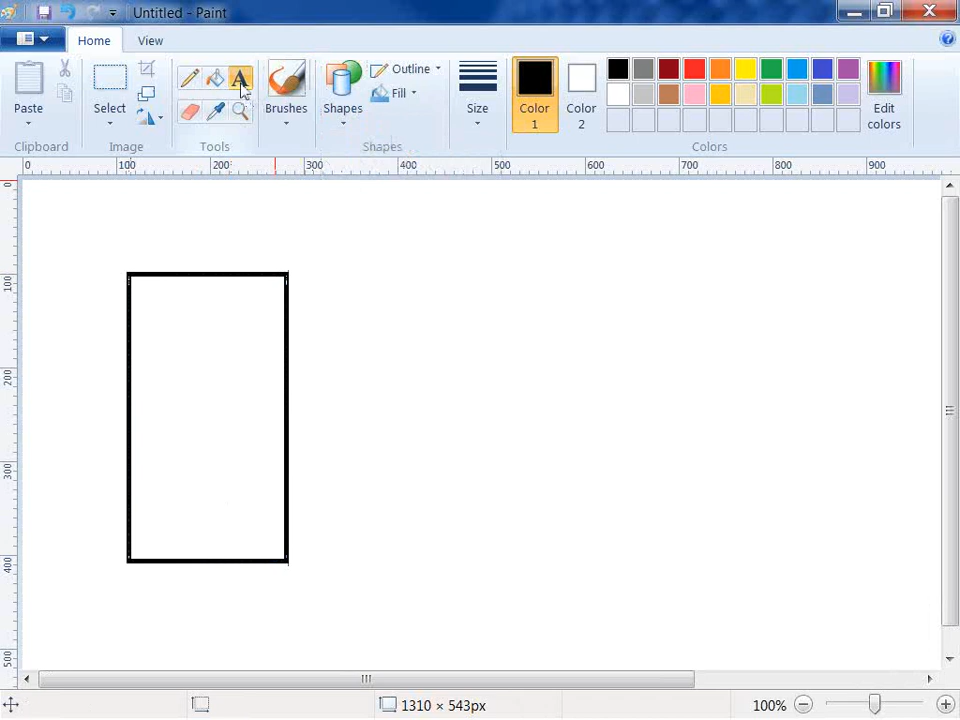 Untitled - Paint
Home View
Paste
Select
Brushes
Shapes
Outline
Fill
Size
Color 1
Color 2
Edit colors
Clipboard Image Tools Shapes Colors
0 100 200 300 400 500 600 700 800 900
0
100
200
300
400
500
1310 × 543px
100%